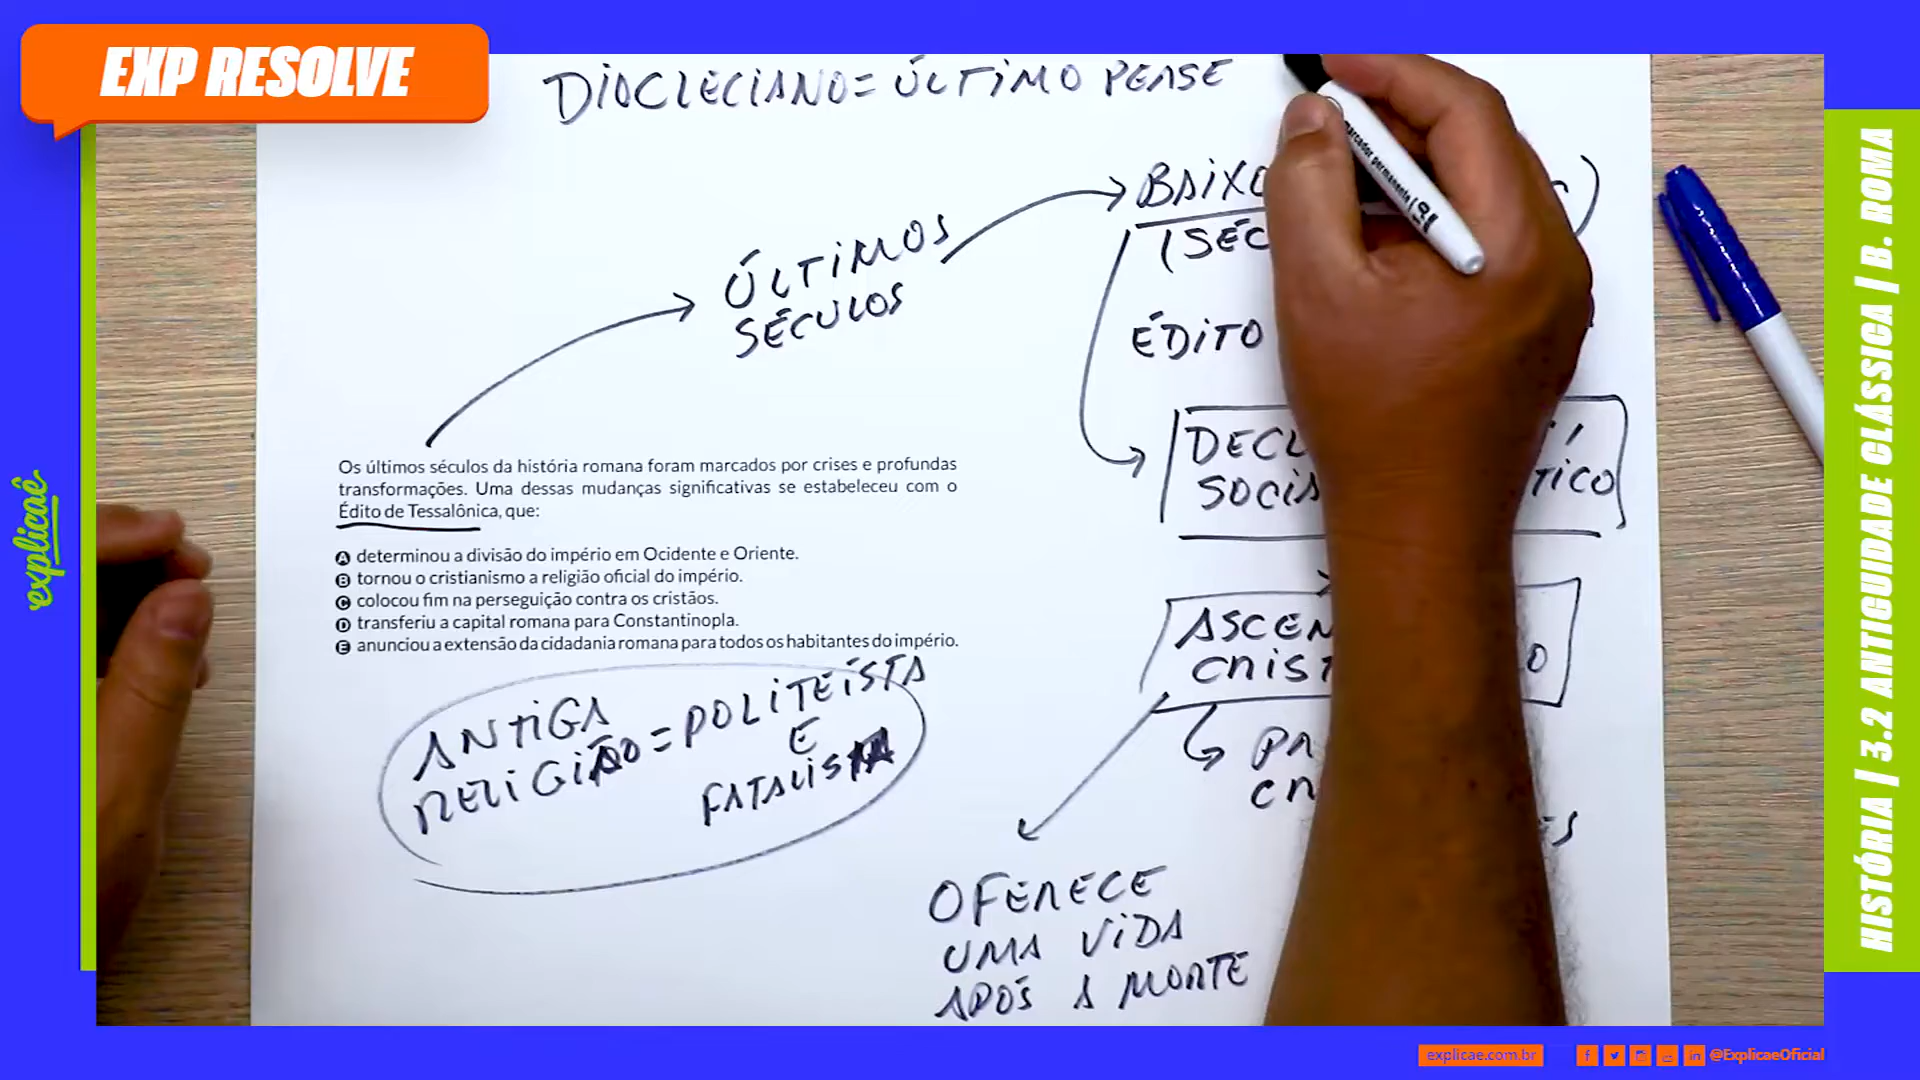 EXP RESOLVE
DIOCLECIANO = ÚLTIMO PERSE
BAIXO
(SÉC
ÚLTIMOS
SÉCULOS
ÉDITO
DECL
SOCIA TICO
Os últimos séculos da história romana foram marcados por crises e profundas
transformações. Uma dessas mudanças significativas se estabeleceu com o
Édito de Tessalônica, que:
A determinou a divisão do império em Ocidente e Oriente.
B tornou o cristianismo a religião oficial do império.
C colocou fim na perseguição contra os cristãos.
D transferiu a capital romana para Constantinopla.
E anunciou a extensão da cidadania romana para todos os habitantes do império.
ASCEN
CRIST O
ANTIGA
RELIGIÃO = POLITEÍSTA
E
FATALISTA
OFERECE
UMA VIDA
APÓS A MORTE
marcador permanente
explicaê
HISTÓRIA | 3.2 ANTIGUIDADE CLÁSSICA | B. ROMA
explicae.com.br
@ExplicaeOficial